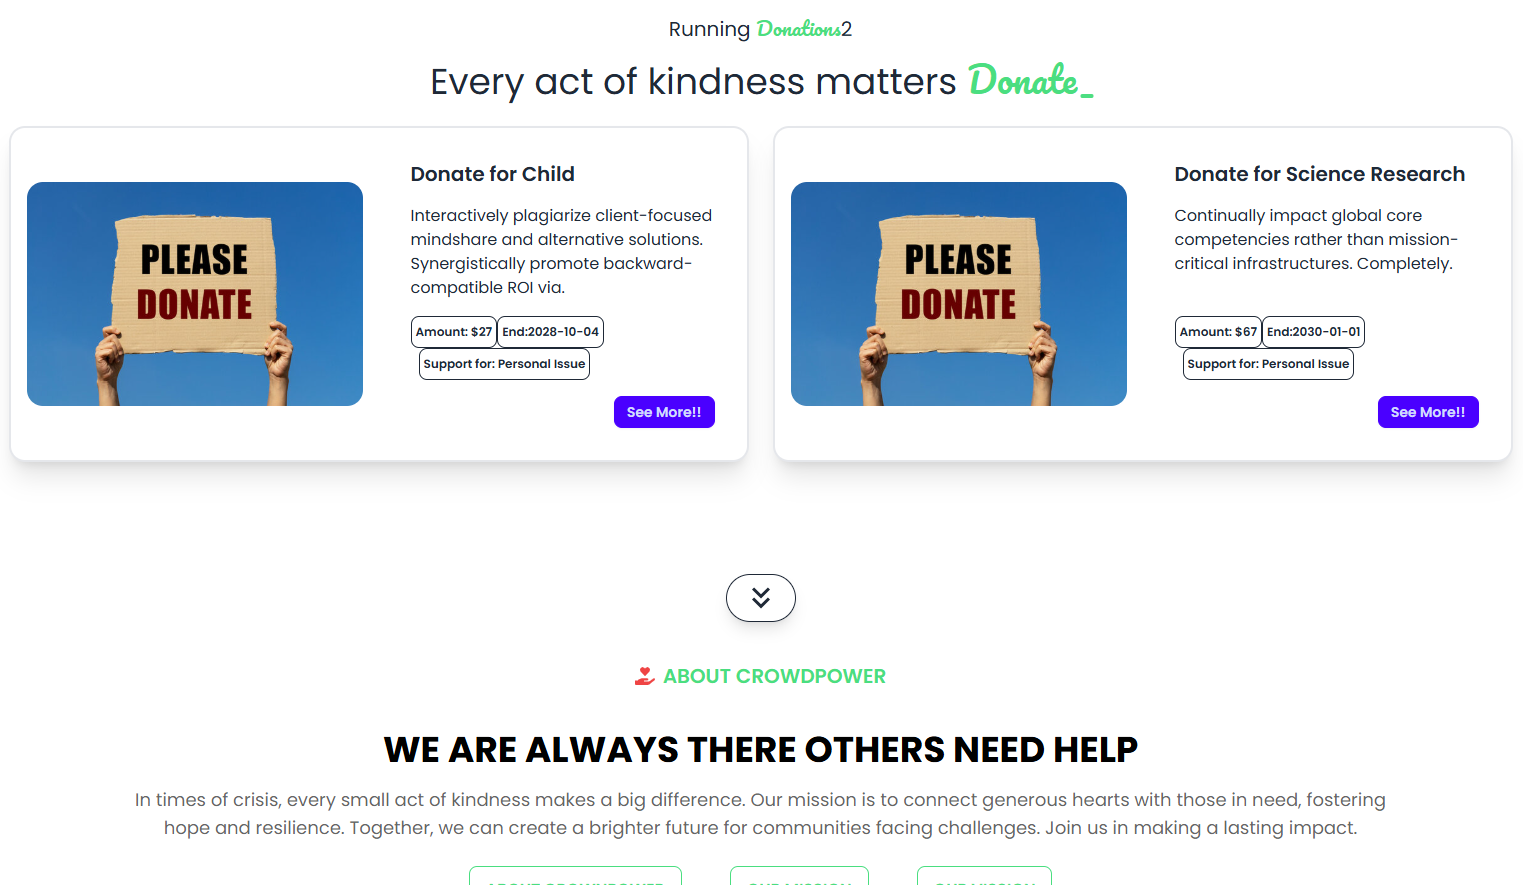 Running Donations2
Every act of kindness matters Donate_
PLEASE
DONATE
Donate for Child
Interactively plagiarize client-focused
mindshare and alternative solutions.
Synergistically promote backward-
compatible ROI via.
Amount: $27 End:2028-10-04
Support for: Personal Issue
See More!!
PLEASE
DONATE
Donate for Science Research
Continually impact global core
competencies rather than mission-
critical infrastructures. Completely.
Amount: $67 End:2030-01-01
Support for: Personal Issue
See More!!
ABOUT CROWDPOWER
WE ARE ALWAYS THERE OTHERS NEED HELP
In times of crisis, every small act of kindness makes a big difference. Our mission is to connect generous hearts with those in need, fostering
hope and resilience. Together, we can create a brighter future for communities facing challenges. Join us in making a lasting impact.